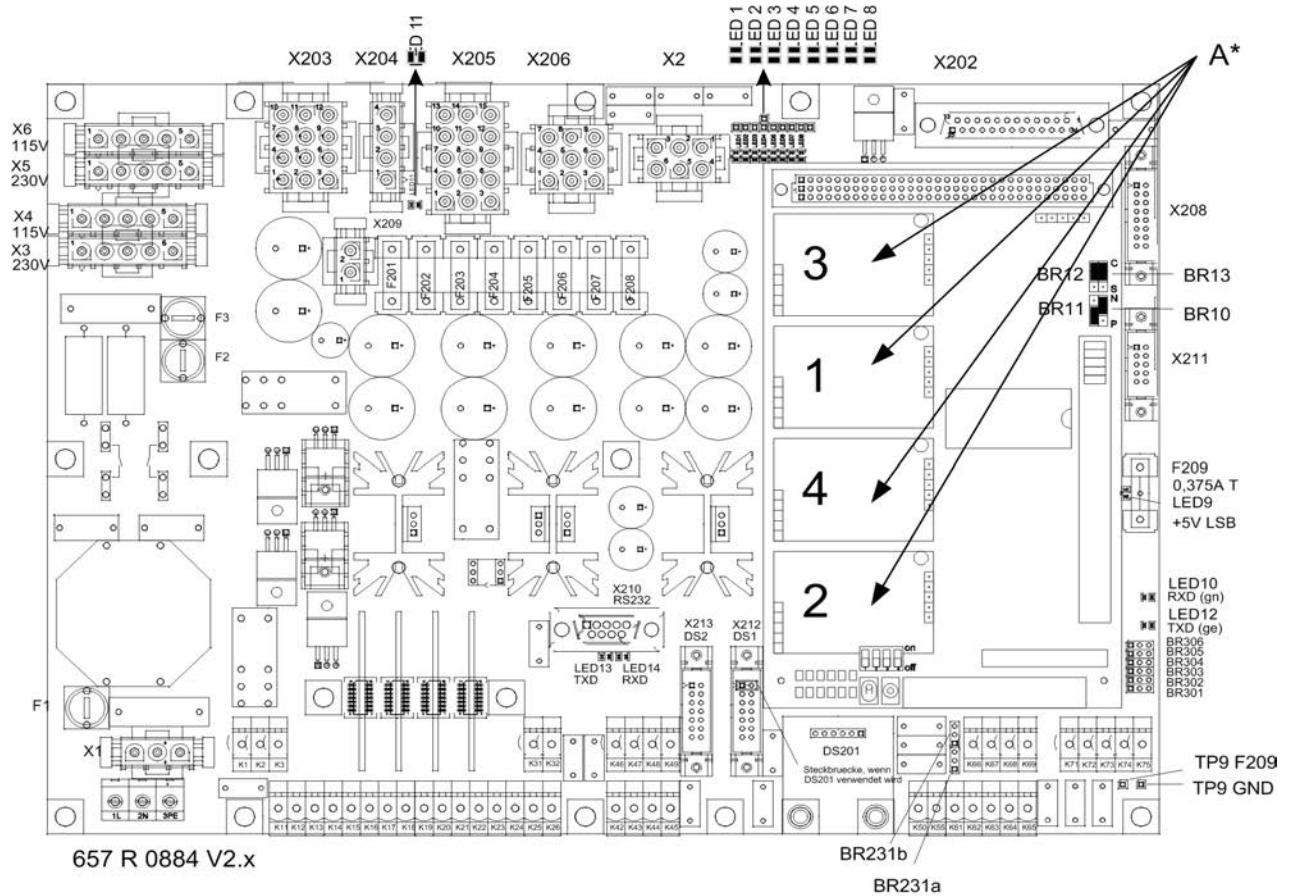 LED 1
LED 2
LED 3
LED 4
LED 5
LED 6
LED 7
LED 8
LED 11
X203
X204
X205
X206
X2
X202
A*
X6
115V
X5
230V
X4
115V
X3
230V
X209
F201
F202
F203
F204
F205
F206
F207
F208
F3
F2
3
1
4
2
X208
C
BR12
BR13
S
N
BR11
BR10
P
X211
F209
0,375A T
LED9
+5V LSB
LED10
RXD (gn)
LED12
TXD (ge)
BR306
BR305
BR304
BR303
BR302
BR301
X210
RS232
LED13
TXD
LED14
RXD
X213
DS2
X212
DS1
on
off
F1
X1
1L
2N
3PE
K1
K2
K3
K31
K32
K46
K47
K48
K49
DS201
Steckbruecke, wenn
DS201 verwendet wird
K66
K67
K68
K69
K71
K72
K73
K74
K75
TP9 F209
TP9 GND
K11
K12
K13
K14
K15
K16
K17
K18
K19
K20
K21
K22
K23
K24
K25
K26
K42
K43
K44
K45
K50
K55
K61
K62
K63
K64
K65
BR231b
BR231a
657 R 0884 V2.x